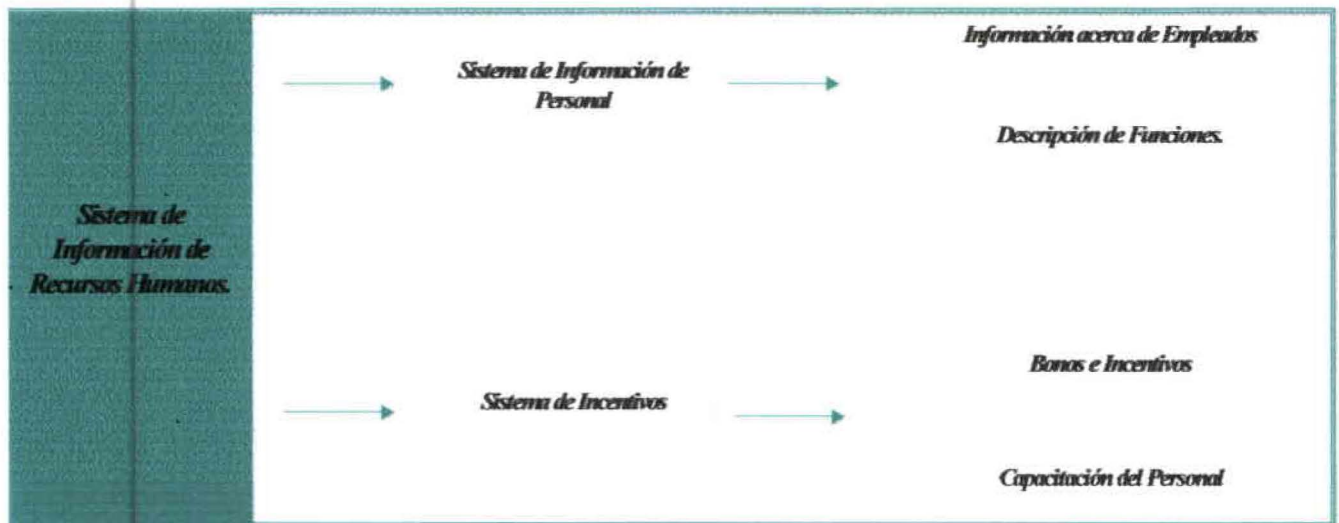 Sistema de
Información de
Recursos Humanos.
Sistema de Información de
Personal
Información acerca de Empleados
Descripción de Funciones.
Sistema de Incentivos
Bonos e Incentivos
Capacitación del Personal